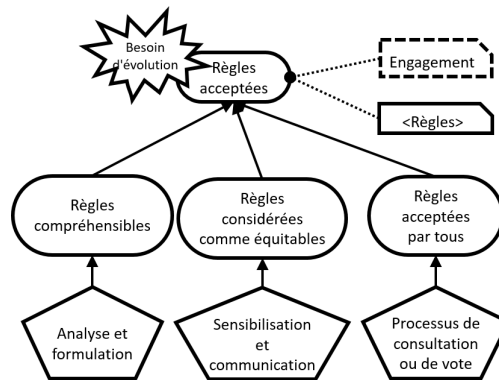 Besoin
d'évolution
Règles
acceptées
Engagement
<Règles>
Règles
compréhensibles
Règles
considérées
comme équitables
Règles
acceptées
par tous
Analyse et
formulation
Sensibilisation
et
communication
Processus de
consultation
ou de vote